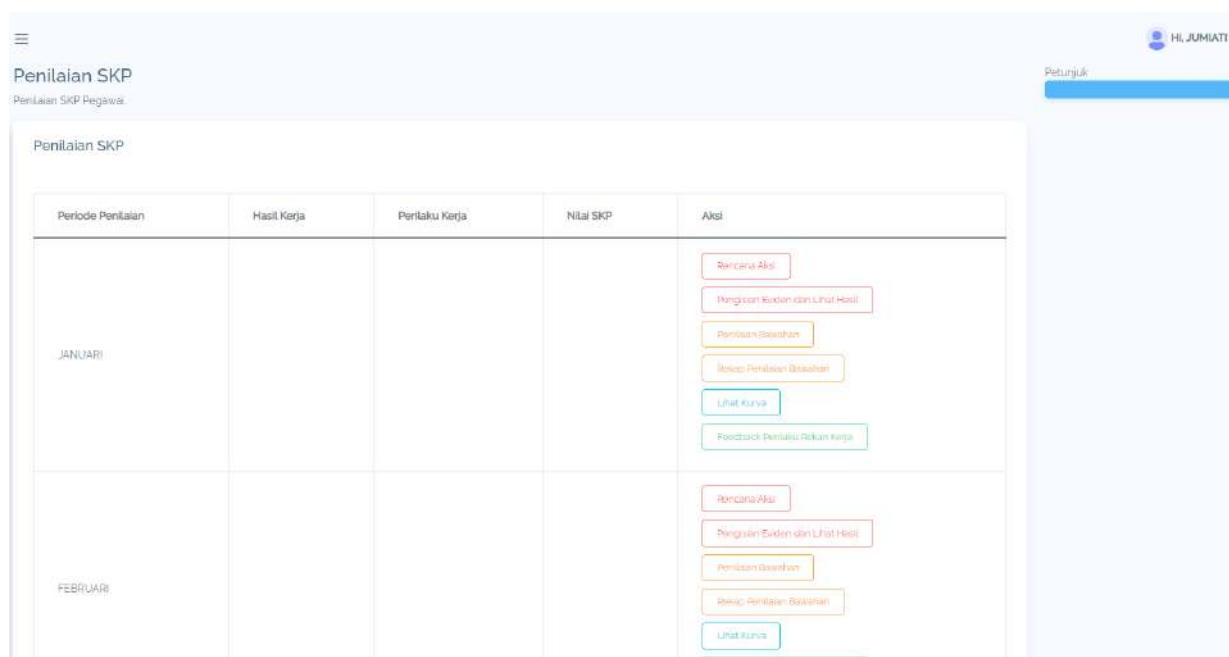 HI, JUMIATI
Penilaian SKP
Petunjuk
Penilaian SKP Pegawai.
Penilaian SKP
Periode Penilaian Hasil Kerja Perilaku Kerja Nilai SKP Aksi
JANUARI
Rencana Aksi
Pengisian Eviden dan Lihat Hasil
Penilaian Bawahan
Rekap Penilaian Bawahan
Lihat Kurva
Feedback Perilaku Rekan Kerja
FEBRUARI
Rencana Aksi
Pengisian Eviden dan Lihat Hasil
Penilaian Bawahan
Rekap Penilaian Bawahan
Lihat Kurva